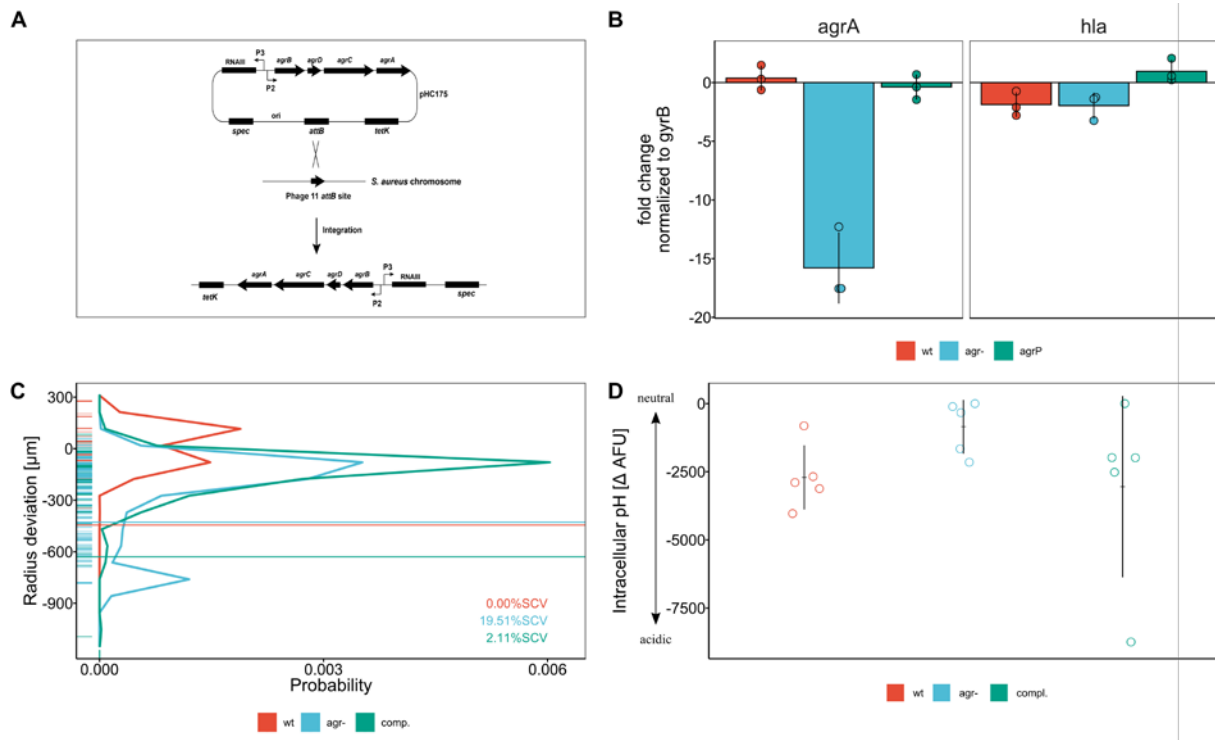 A
RNAIII
P3
P2
agrB
agrD
agrC
agrA
pHC175
ori
spec
attB
tetK
S. aureus chromosome
Phage 11 attB site
Integration
agrA
agrC
agrD
agrB
P3
RNAIII
tetK
P2
spec
B
agrA
hla
fold change
normalized to gyrB
0
-5
-10
-15
-20
wt
agr-
agrP
C
Radius deviation [µm]
300
0
-300
-600
-900
0.00%SCV
19.51%SCV
2.11%SCV
0.000
0.003
0.006
Probability
wt
agr-
comp.
D
Intracellular pH [Δ AFU]
neutral
acidic
0
-2500
-5000
-7500
wt
agr-
compl.